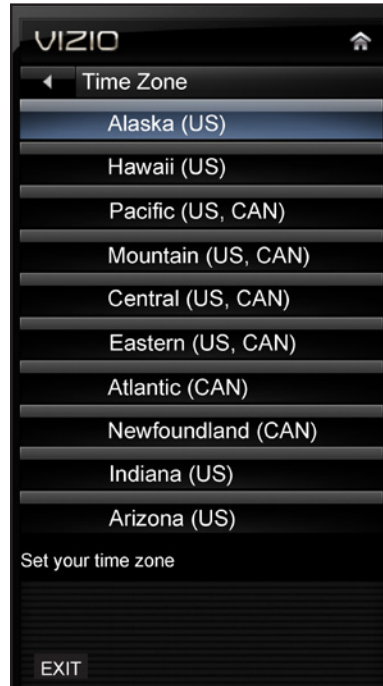 VIZIO
Time Zone
Alaska (US)
Hawaii (US)
Pacific (US, CAN)
Mountain (US, CAN)
Central (US, CAN)
Eastern (US, CAN)
Atlantic (CAN)
Newfoundland (CAN)
Indiana (US)
Arizona (US)
Set your time zone
EXIT